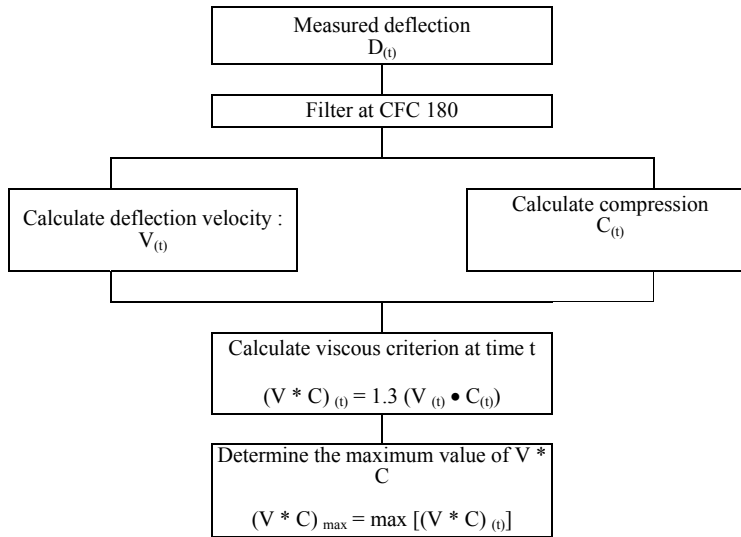 Measured deflection
D(t)
Filter at CFC 180
Calculate deflection velocity :
V(t)
Calculate compression
C(t)
Calculate viscous criterion at time t
(V * C) (t) = 1.3 (V (t) • C(t))
Determine the maximum value of V *
C
(V * C) max = max [(V * C) (t)]